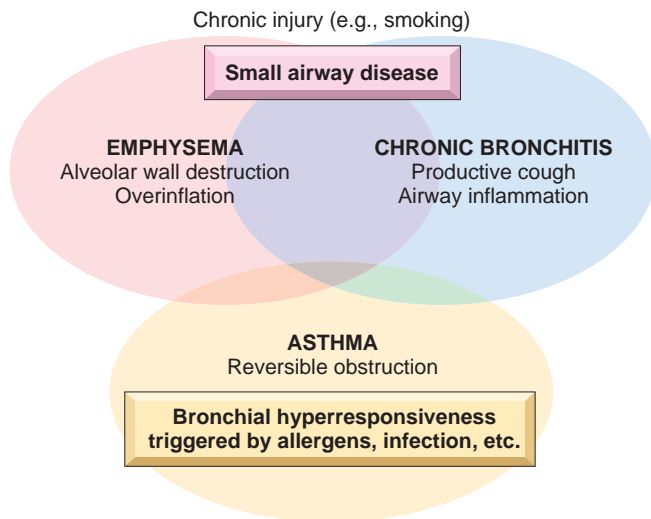 Chronic injury (e.g., smoking)
Small airway disease
EMPHYSEMA
Alveolar wall destruction
Overinflation
CHRONIC BRONCHITIS
Productive cough
Airway inflammation
ASTHMA
Reversible obstruction
Bronchial hyperresponsiveness
triggered by allergens, infection, etc.